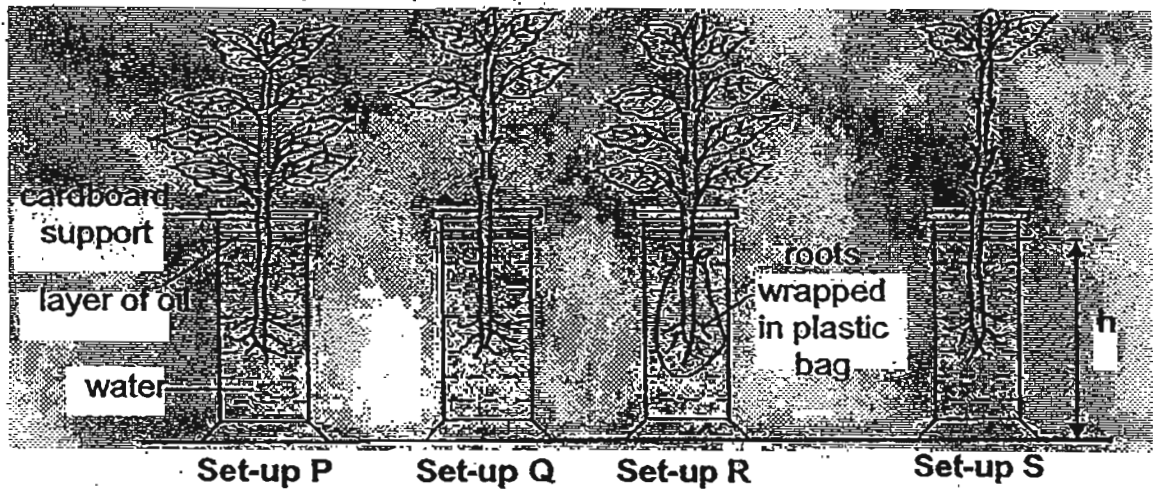 cardboard
support
layer of oil
water
roots
wrapped
in plastic
bag
h
Set-up P
Set-up Q
Set-up R
Set-up S